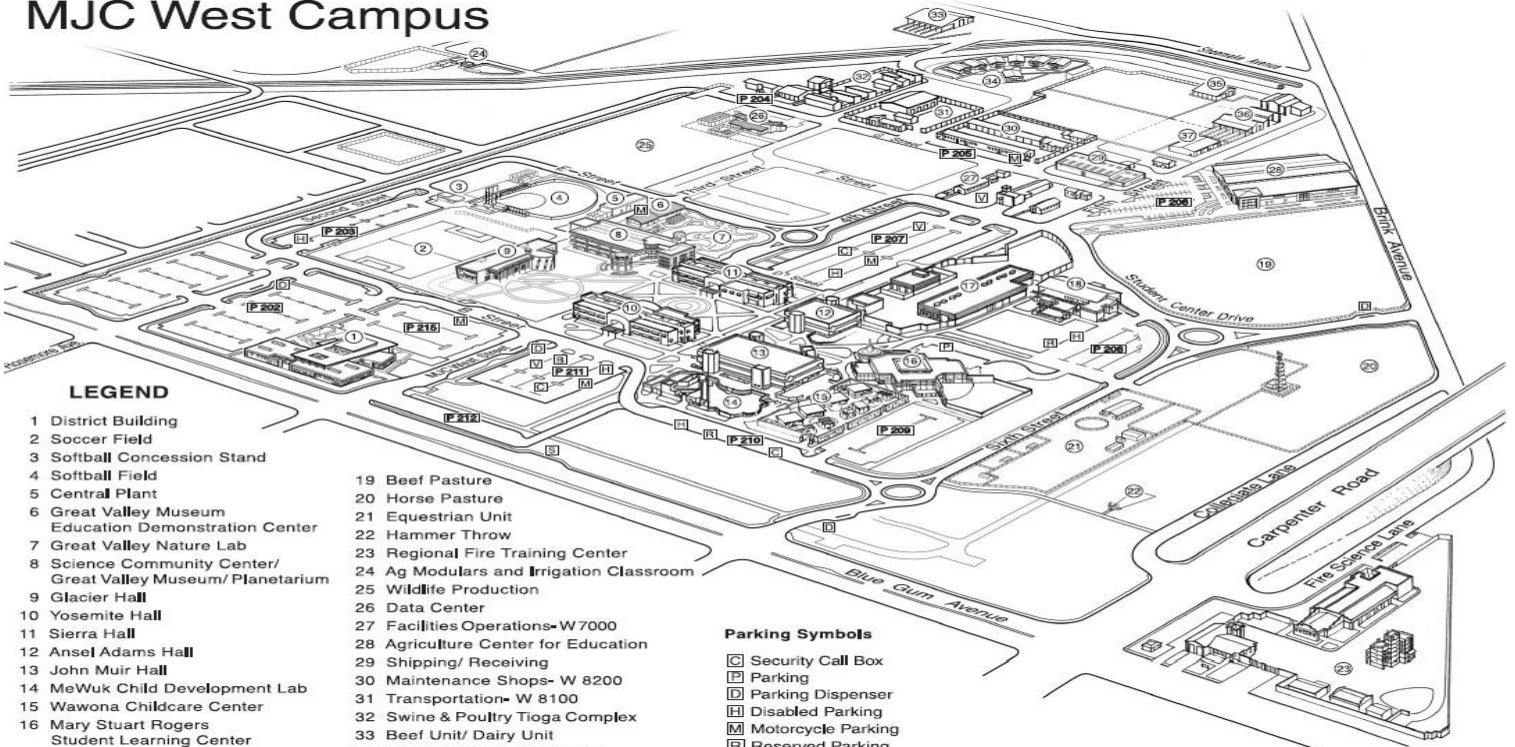 MJC West Campus
33
24
Second Street
E-Street
Third-Street
F Street
4th Street
D Street
Student Center Drive
Brink Avenue
Sixth Street
Collegiate Lane
Carpenter Road
Fire Science Lane
Blue Gum Avenue
P 202
P 203
P 204
P 205
P 206
P 207
P 209
P 210
P 211
P 212
P 215
LEGEND
1 District Building
2 Soccer Field
3 Softball Concession Stand
4 Softball Field
5 Central Plant
6 Great Valley Museum
Education Demonstration Center
7 Great Valley Nature Lab
8 Science Community Center/
Great Valley Museum/ Planetarium
9 Glacier Hall
10 Yosemite Hall
11 Sierra Hall
12 Ansel Adams Hall
13 John Muir Hall
14 MeWuk Child Development Lab
15 Wawona Childcare Center
16 Mary Stuart Rogers
Student Learning Center
19 Beef Pasture
20 Horse Pasture
21 Equestrian Unit
22 Hammer Throw
23 Regional Fire Training Center
24 Ag Modulars and Irrigation Classroom
25 Wildlife Production
26 Data Center
27 Facilities Operations- W 7000
28 Agriculture Center for Education
29 Shipping/ Receiving
30 Maintenance Shops- W 8200
31 Transportation- W 8100
32 Swine & Poultry Tioga Complex
33 Beef Unit/ Dairy Unit
Parking Symbols
C Security Call Box
P Parking
D Parking Dispenser
H Disabled Parking
M Motorcycle Parking
R Reserved Parking